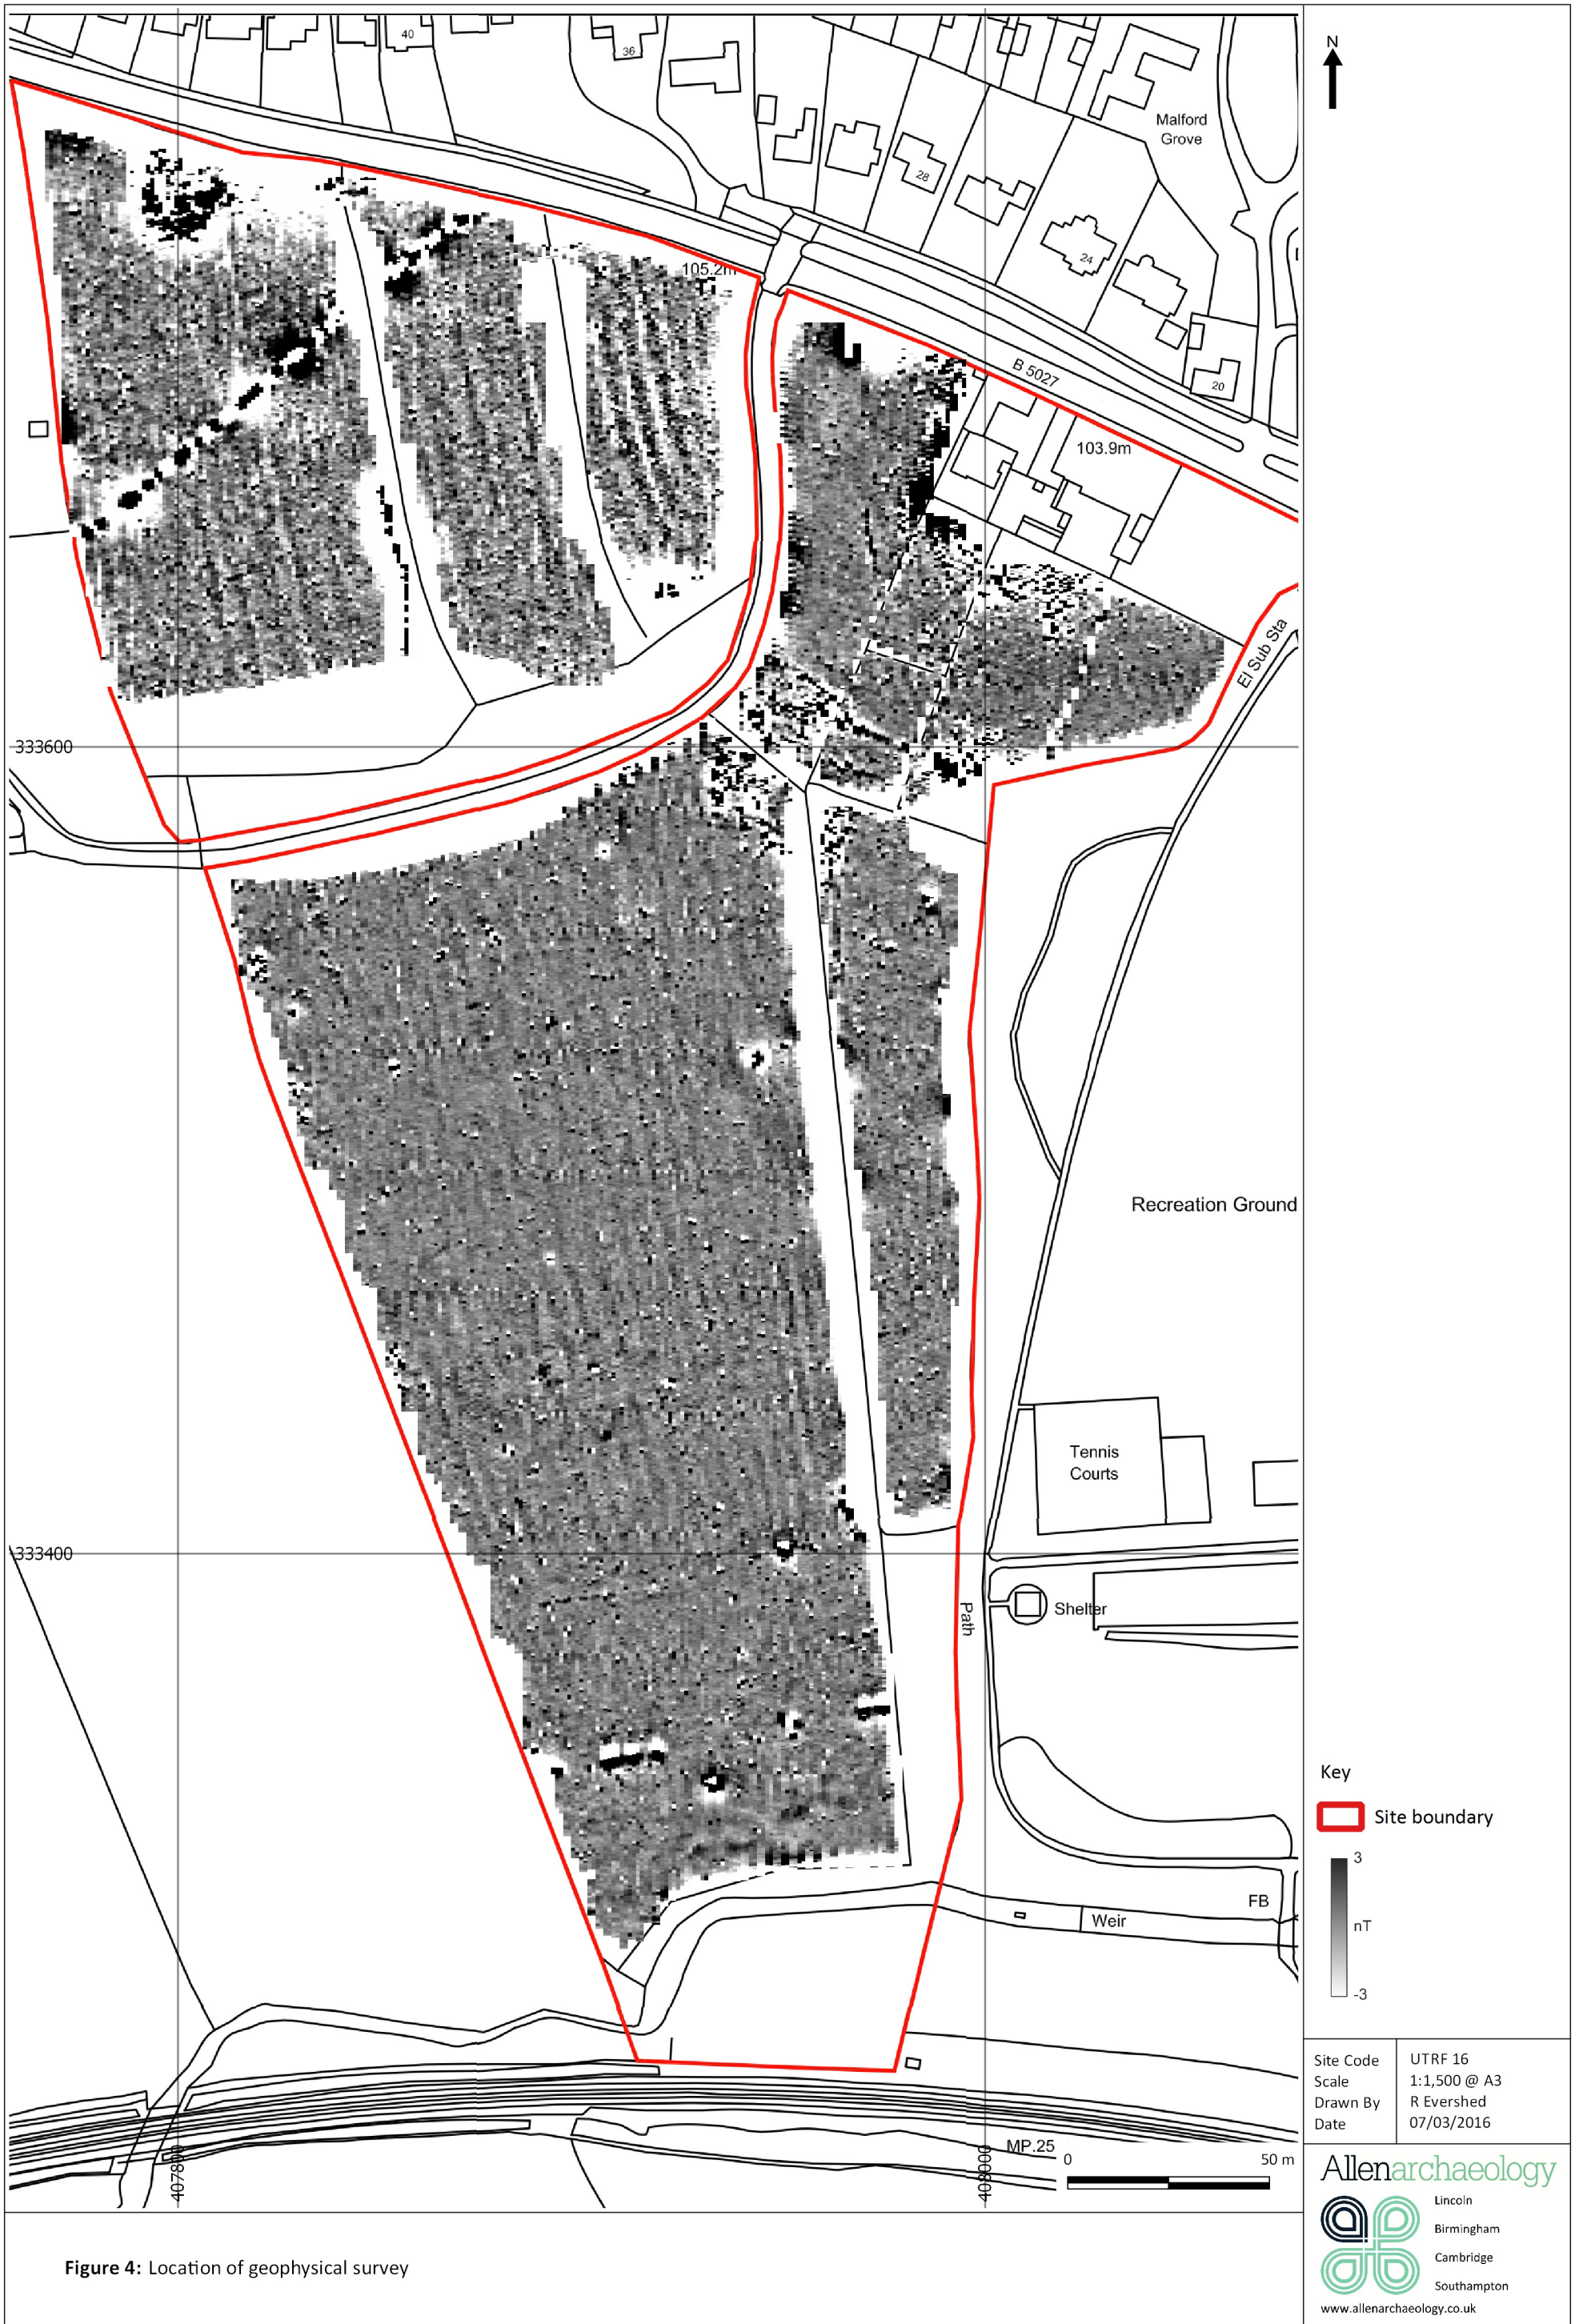 40
36
N
Malford
Grove
28
24
105.2m
20
B 5027
103.9m
El Sub Sta
333600
Recreation Ground
Tennis
Courts
333400
Path
Shelter
Key
Site boundary
3
nT
-3
FB
Weir
MP.25
0
50 m
407800
408000
Site Code UTRF 16
Scale 1:1,500 @ A3
Drawn By R Evershed
Date 07/03/2016
Allenarchaeology
Lincoln
Birmingham
Cambridge
Southampton
www.allenarchaeology.co.uk
Figure 4: Location of geophysical survey